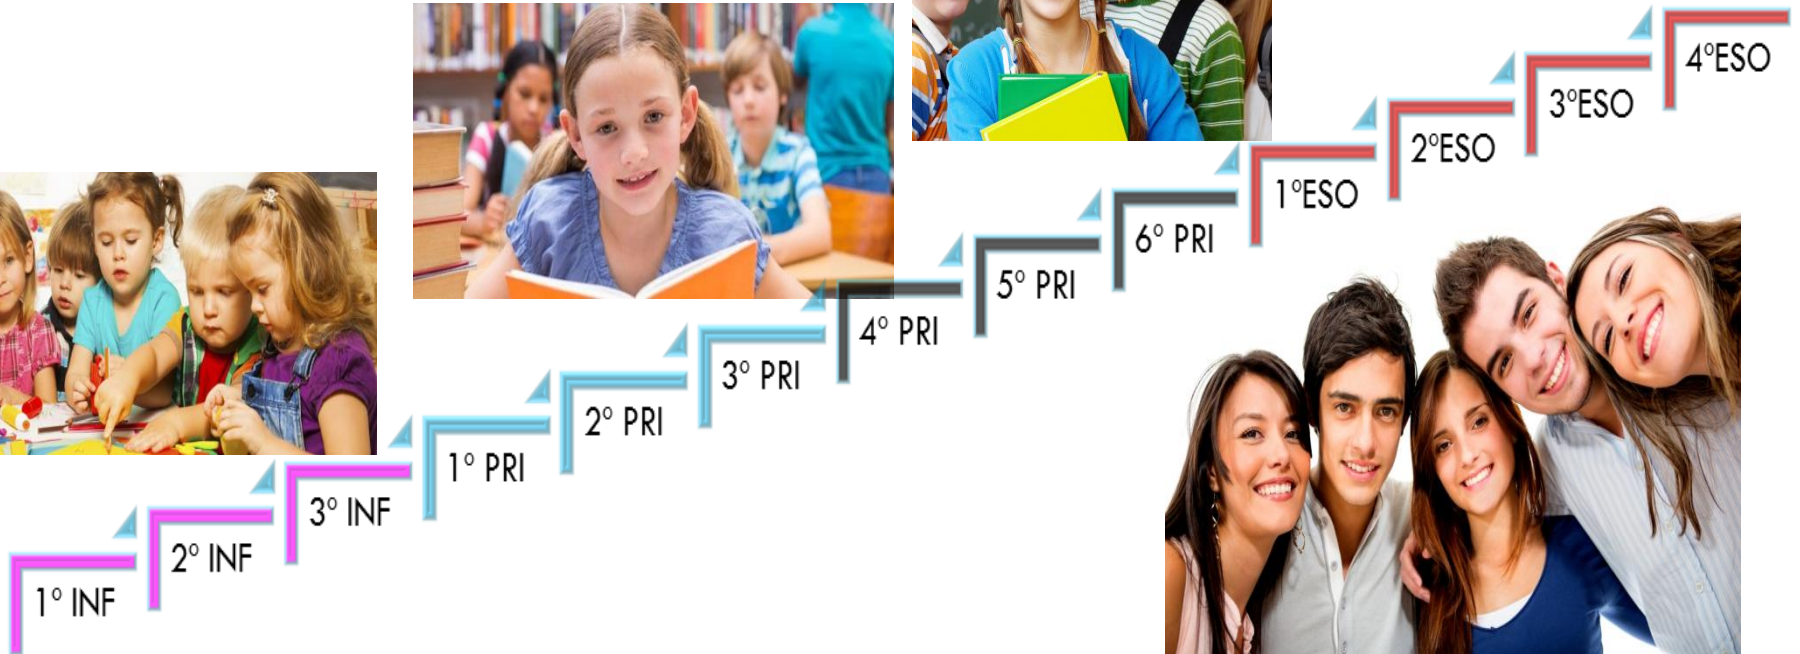 1º INF
2º INF
3º INF
1º PRI
2º PRI
3º PRI
4º PRI
5º PRI
6º PRI
1ºESO
2ºESO
3ºESO
4ºESO